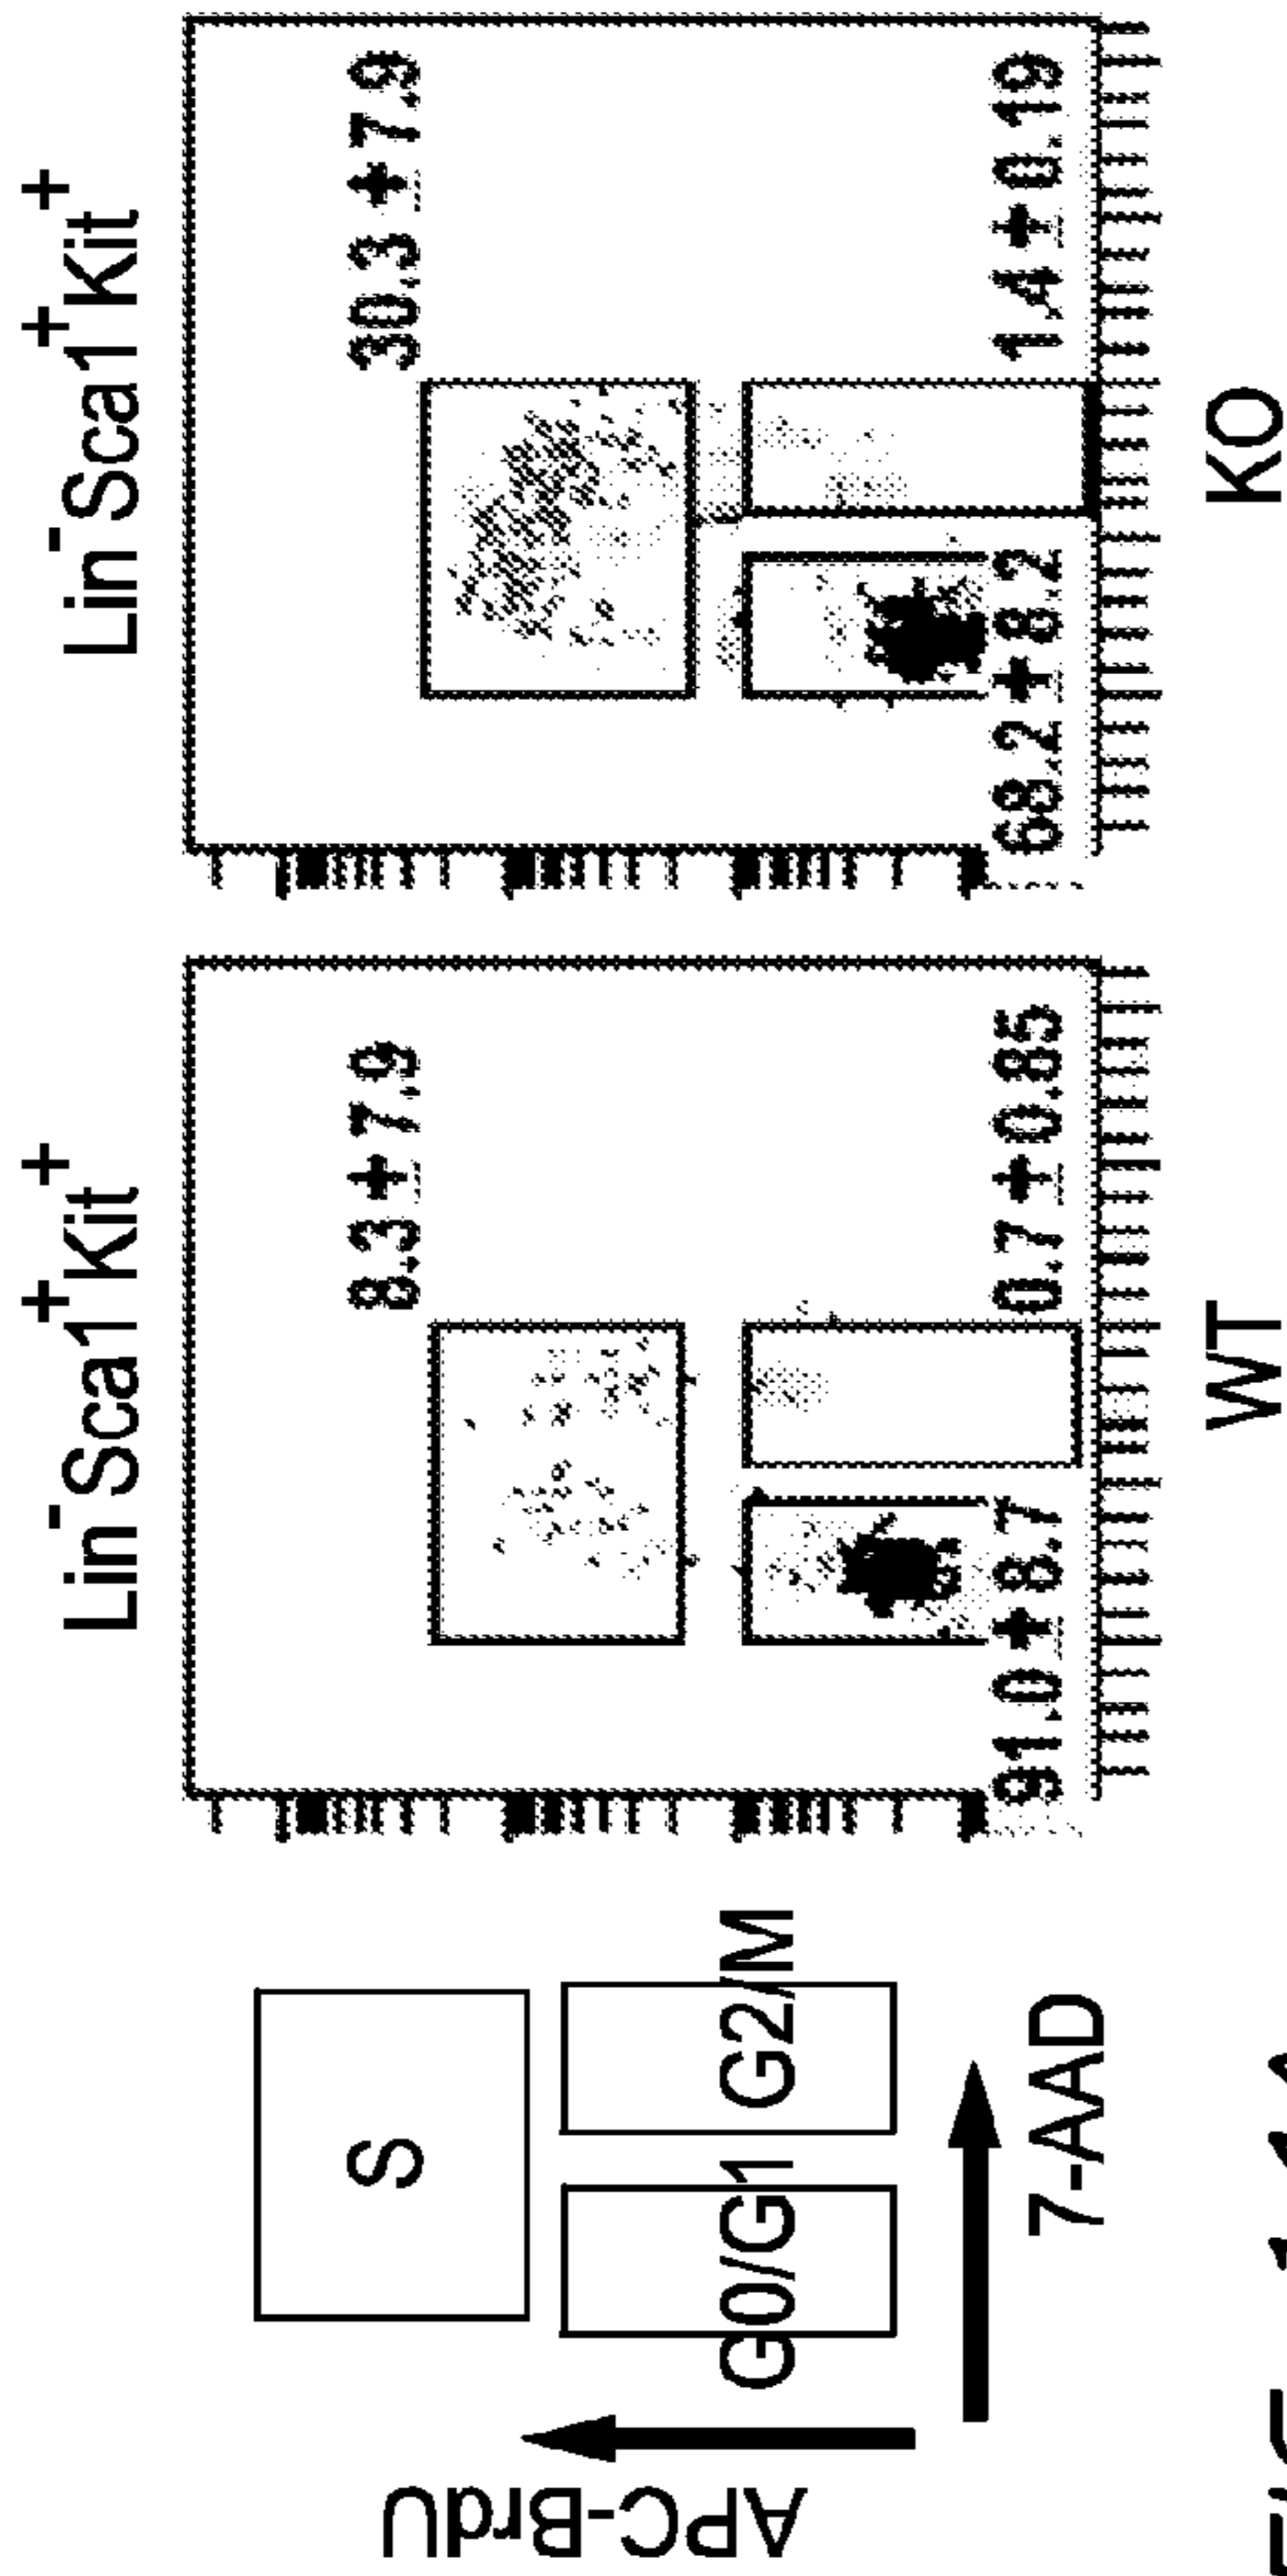 APC-BrdU
S
G0/G1
G2/M
7-AAD
Lin⁻Sca1⁺Kit⁺
8.3±7.9
91.0±8.7
0.7±0.85
WT
Lin⁻Sca1⁺Kit⁺
30.3±7.9
68.2±8.2
1.4±0.19
KO